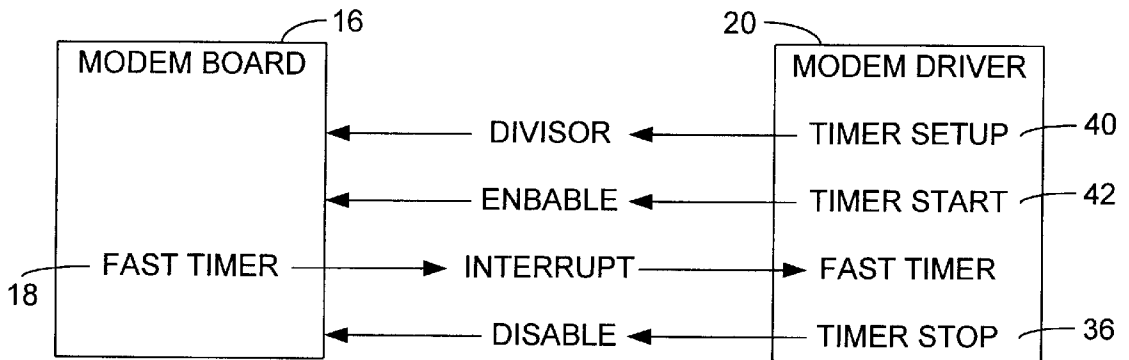 16
20
MODEM BOARD
MODEM DRIVER
DIVISOR
TIMER SETUP
40
ENBABLE
TIMER START
42
18
FAST TIMER
INTERRUPT
FAST TIMER
DISABLE
TIMER STOP
36